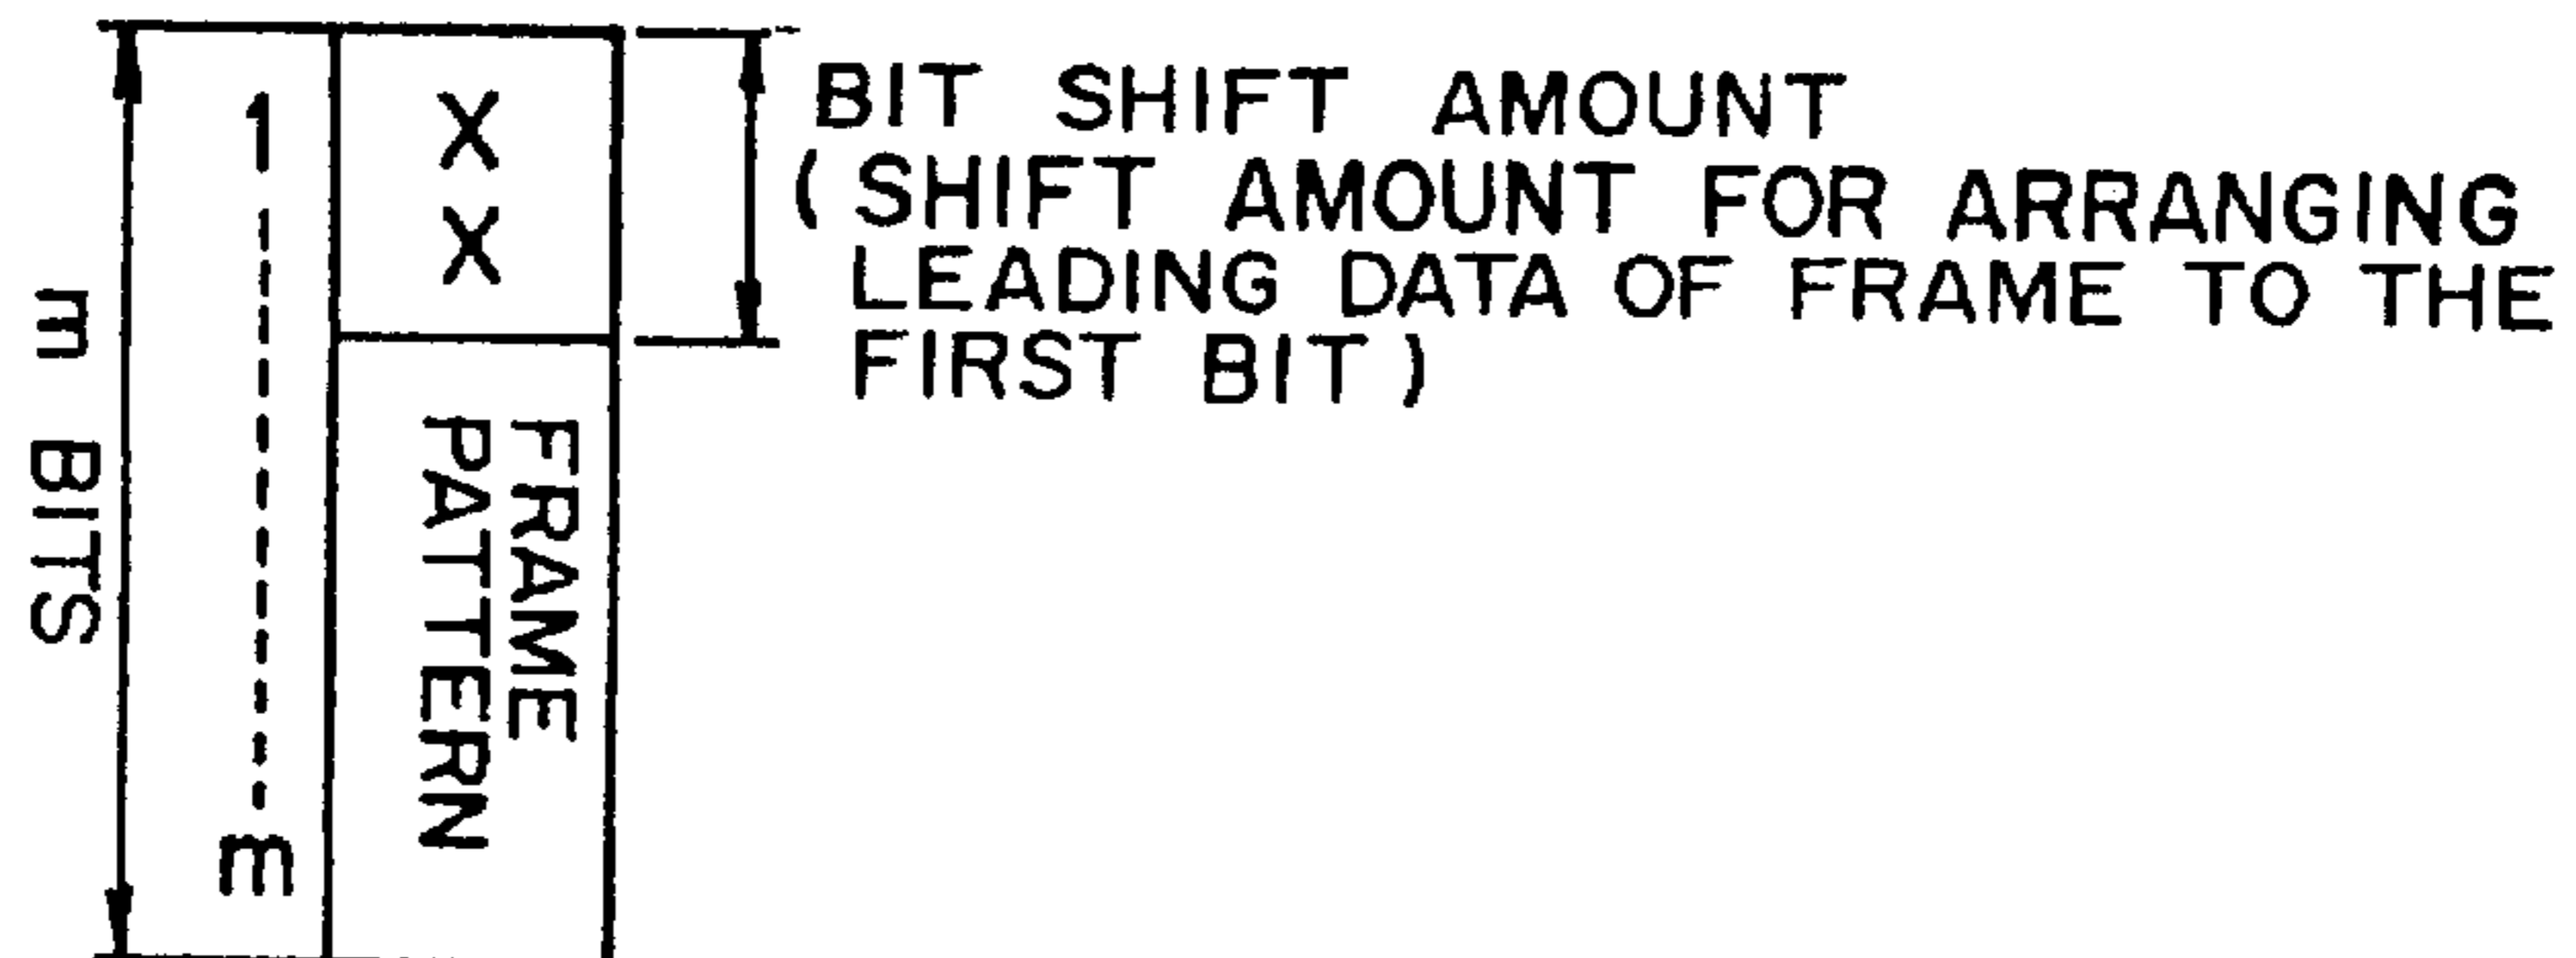 m BITS
1
m
X
X
FRAME
PATTERN
BIT SHIFT AMOUNT
(SHIFT AMOUNT FOR ARRANGING
LEADING DATA OF FRAME TO THE
FIRST BIT)